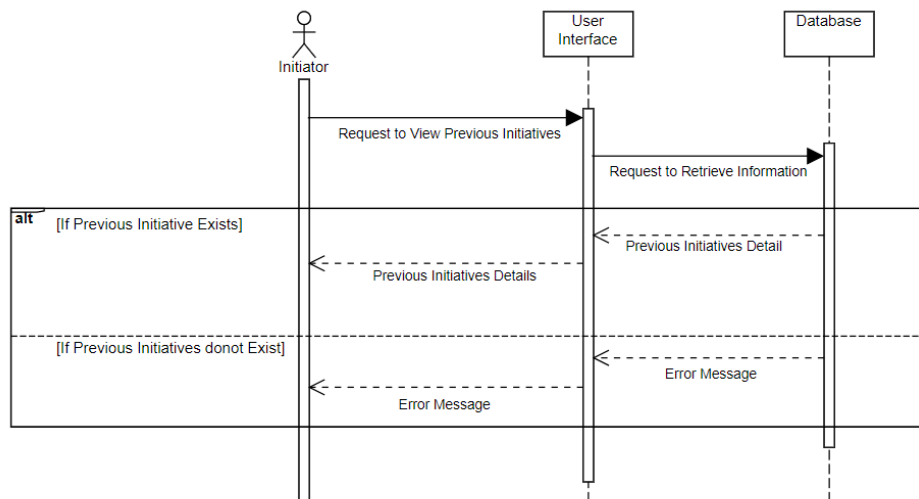 User
Interface
Database
Initiator
Request to View Previous Initiatives
Request to Retrieve Information
alt
[If Previous Initiative Exists]
Previous Initiatives Detail
Previous Initiatives Details
[If Previous Initiatives donot Exist]
Error Message
Error Message